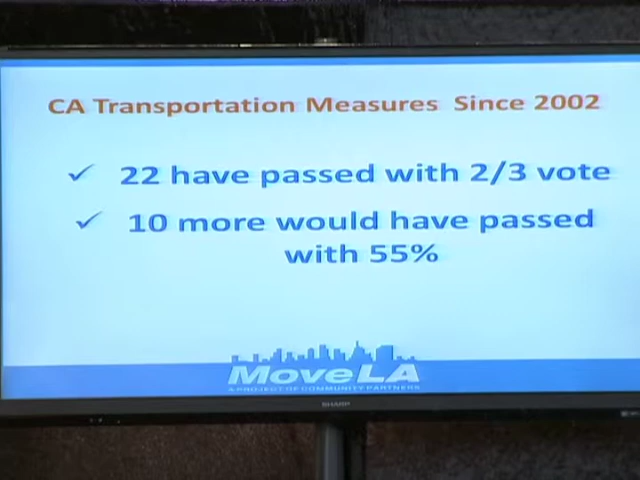 CA Transportation Measures Since 2002
✓ 22 have passed with 2/3 vote
✓ 10 more would have passed
with 55%
MoveLA
A PROJECT OF COMMUNITY PARTNERS
SHARP